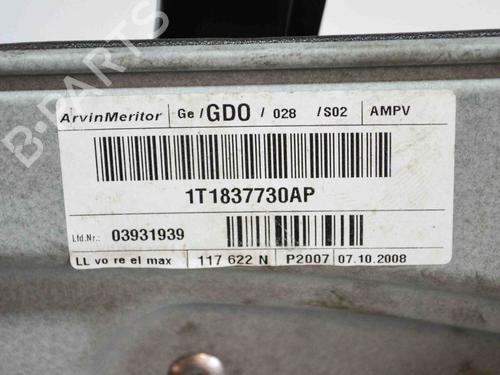 B-PARTS
ArvinMeritor Ge/GDO/ 028 /S02 AMPV
1T1837730AP
Lfd.Nr.: 03931939
LL vo re el max 117 622 N P2007 07.10.2008